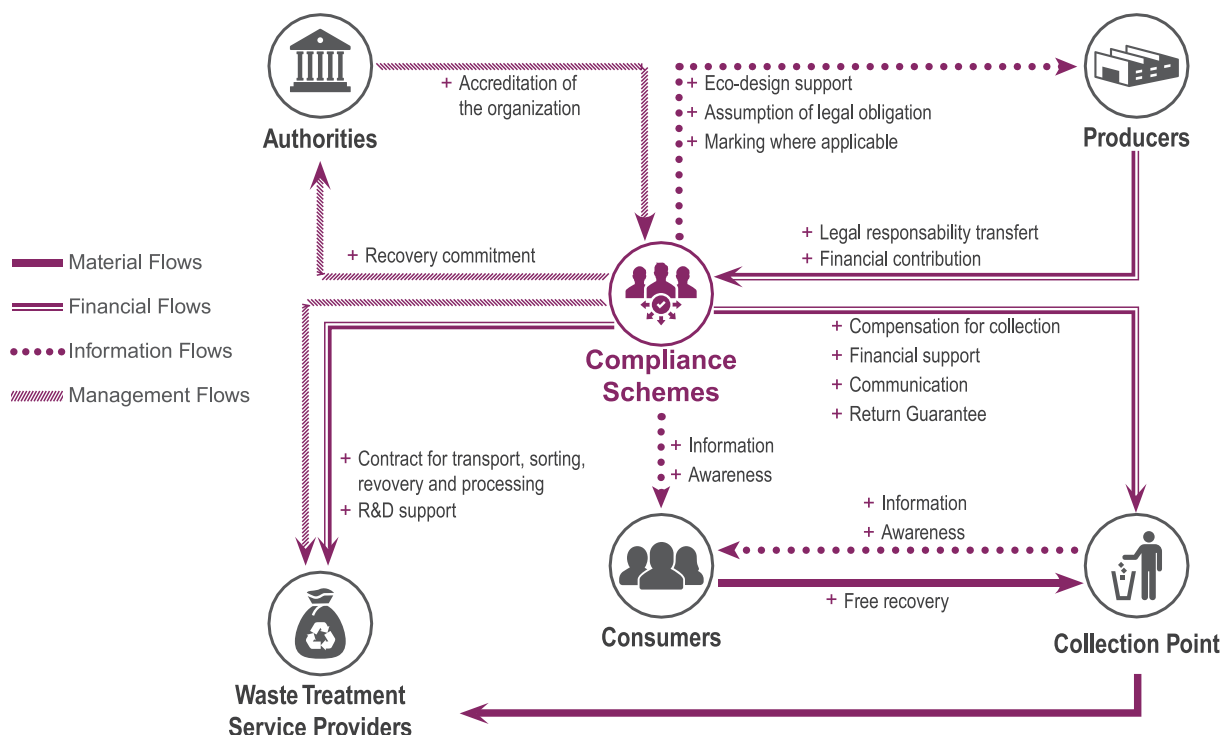 + Accreditation of
the organization
Authorities
+ Eco-design support
+ Assumption of legal obligation
+ Marking where applicable
Producers
+ Recovery commitment
+ Legal responsability transfert
+ Financial contribution
Material Flows
Financial Flows
Information Flows
Management Flows
Compliance
Schemes
+ Compensation for collection
+ Financial support
+ Communication
+ Return Guarantee
+ Contract for transport, sorting,
revovery and processing
+ R&D support
+ Information
+ Awareness
+ Information
+ Awareness
+ Free recovery
Consumers
Collection Point
Waste Treatment
Service Providers